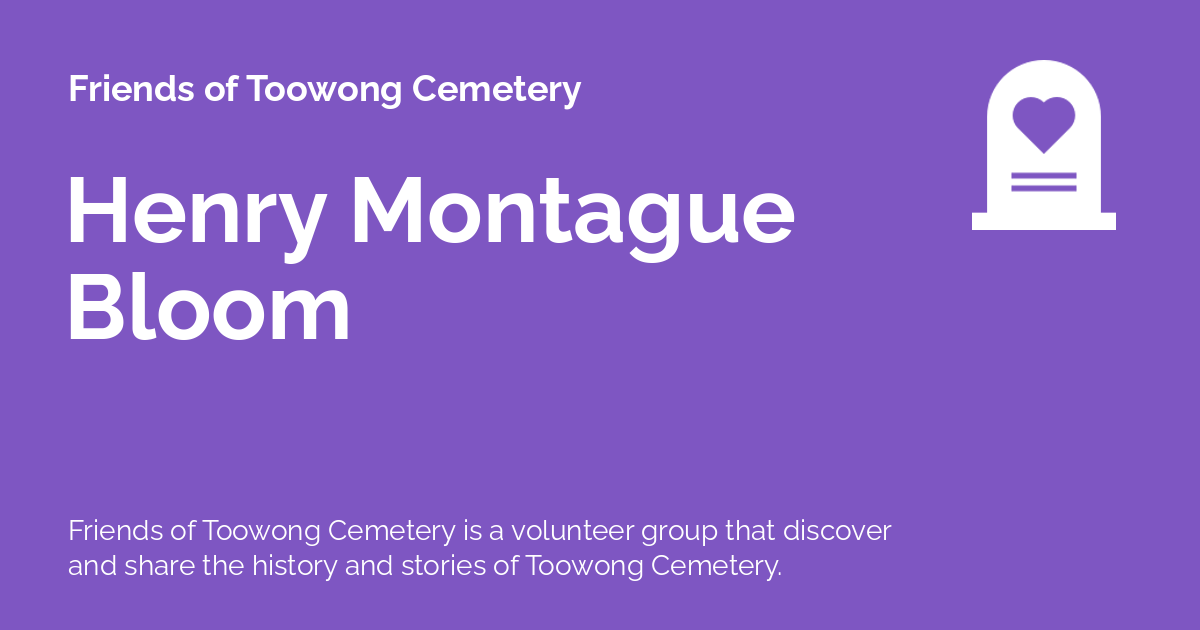 Friends of Toowong Cemetery
Henry Montague
Bloom
Friends of Toowong Cemetery is a volunteer group that discover
and share the history and stories of Toowong Cemetery.